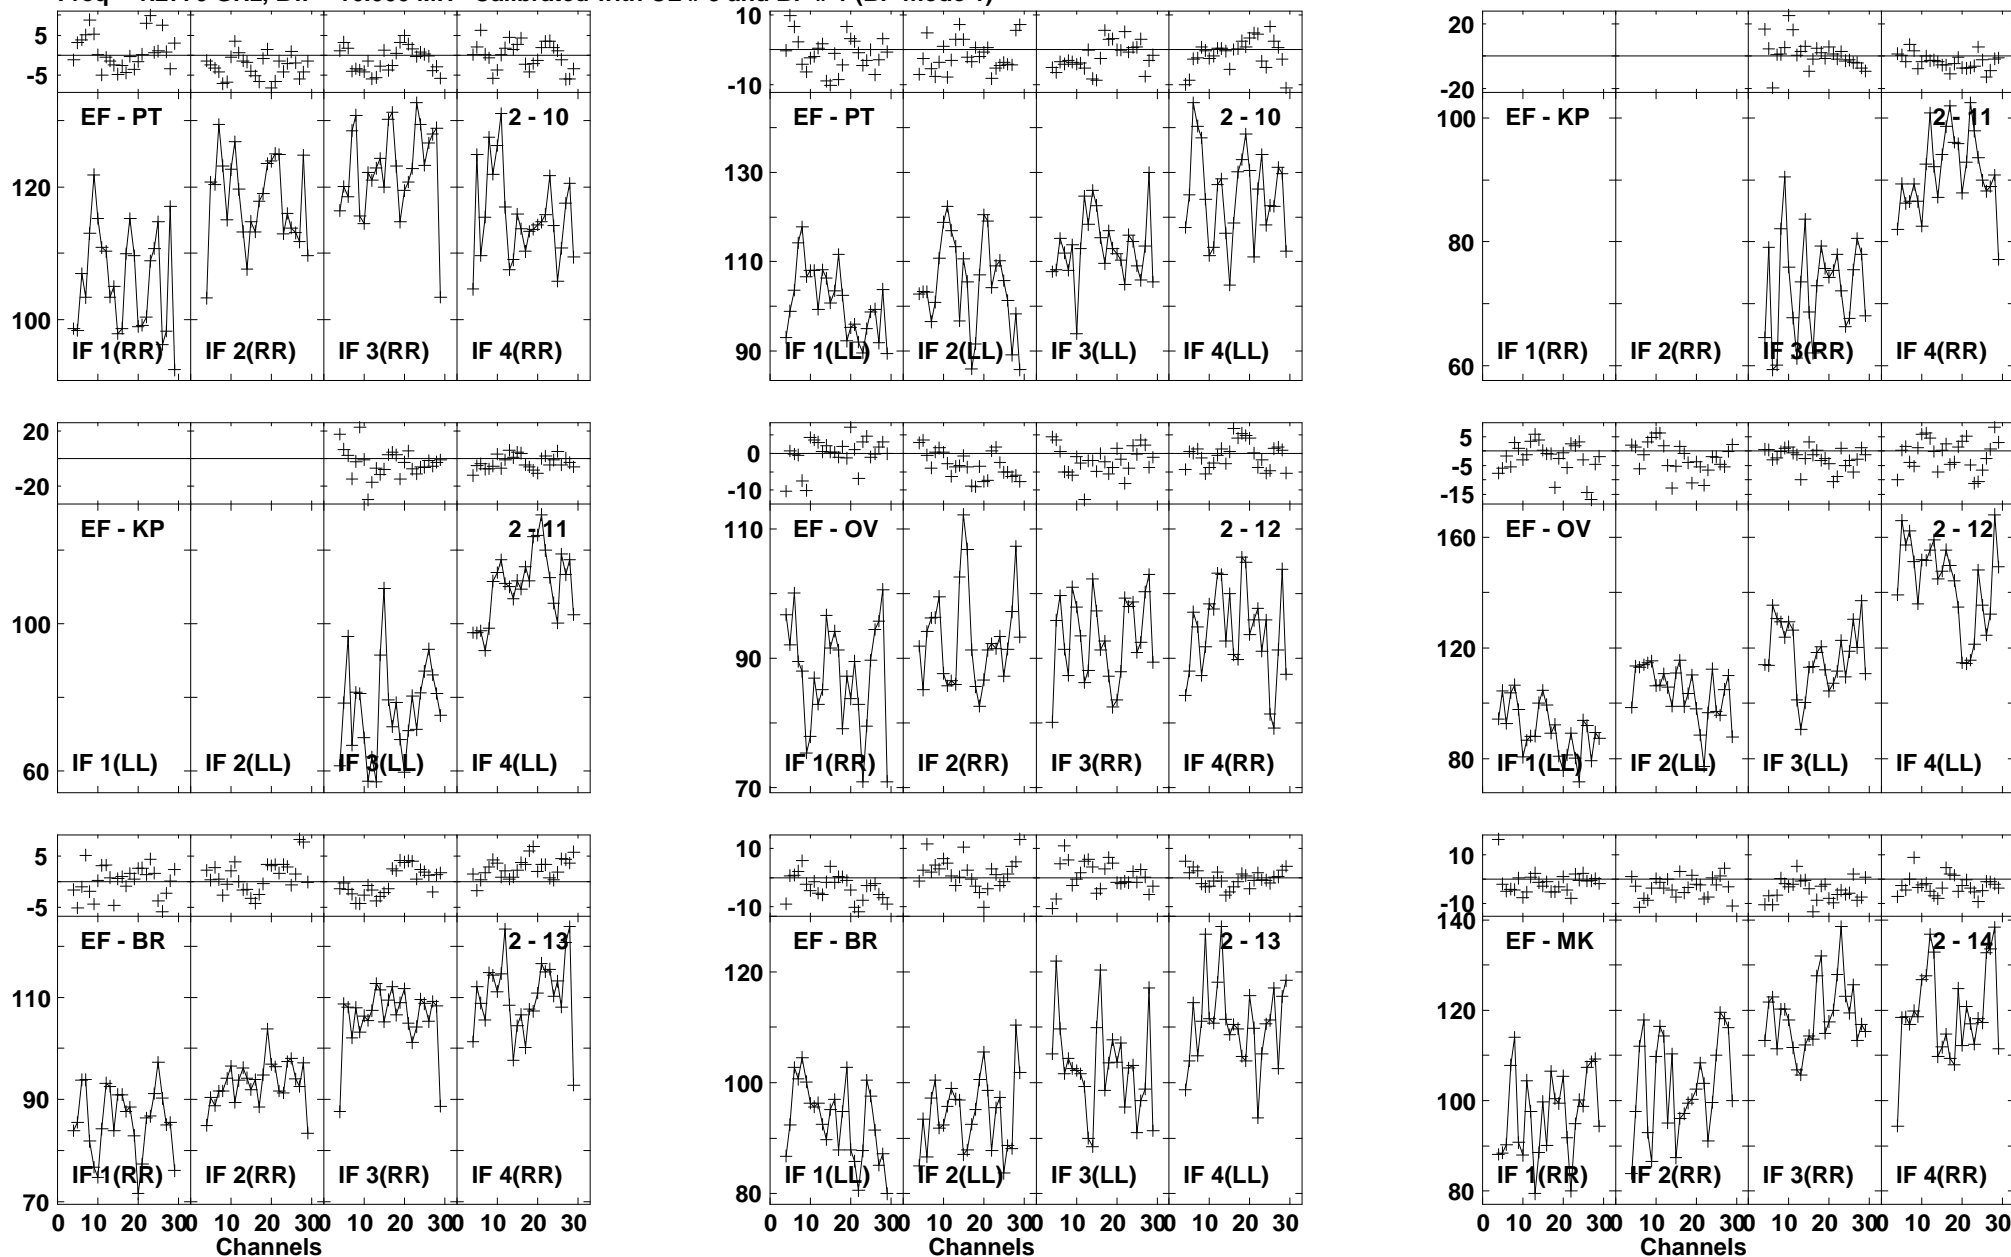 5
-5
EF - PT
2 - 10
120
100
IF 1(RR)
IF 2(RR)
IF 3(RR)
IF 4(RR)
10
-10
EF - PT
2 - 10
130
110
90
IF 1(LL)
IF 2(LL)
IF 3(LL)
IF 4(LL)
20
-20
EF - KP
2 - 11
100
80
60
IF 1(RR)
IF 2(RR)
IF 3(RR)
IF 4(RR)
20
-20
EF - KP
2 - 11
100
60
IF 1(LL)
IF 2(LL)
IF 3(LL)
IF 4(LL)
0
-10
EF - OV
2 - 12
110
90
70
IF 1(RR)
IF 2(RR)
IF 3(RR)
IF 4(RR)
5
-5
-15
EF - OV
2 - 12
160
120
80
IF 1(LL)
IF 2(LL)
IF 3(LL)
IF 4(LL)
5
-5
EF - BR
2 - 13
110
90
70
IF 1(RR)
IF 2(RR)
IF 3(RR)
IF 4(RR)
0 10 20 30 0 10 20 30 0 10 20 30 0 10 20 30
Channels
10
-10
EF - BR
2 - 13
120
100
80
IF 1(LL)
IF 2(LL)
IF 3(LL)
IF 4(LL)
0 10 20 30 0 10 20 30 0 10 20 30 0 10 20 30
Channels
10
-10
EF - MK
2 - 14
140
120
100
80
IF 1(RR)
IF 2(RR)
IF 3(RR)
IF 4(RR)
0 10 20 30 0 10 20 30 0 10 20 30 0 10 20 30
Channels